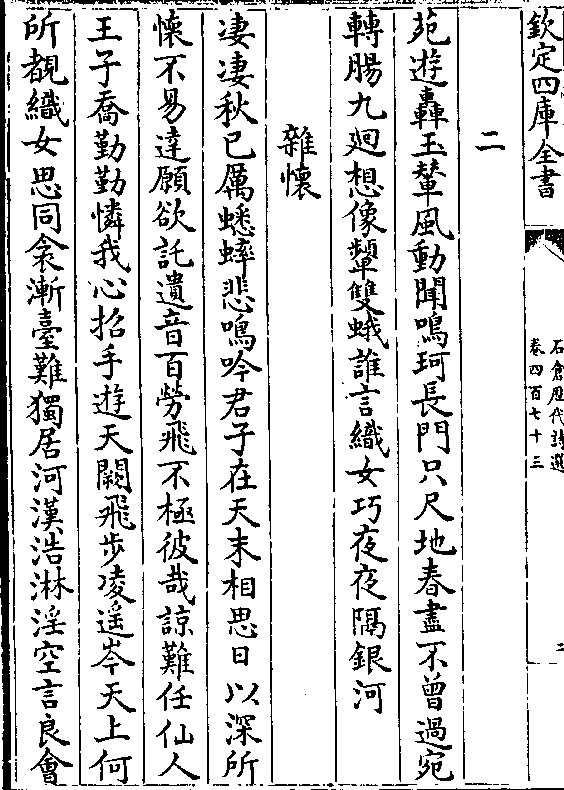 欽定四庫全書
石倉歷代詩選
卷四百七十三
二
二
苑遊轟玉輦風動聞鳴珂長門只尺地春盡不曾過宛
轉腸九廻想像顰雙蛾誰言織女巧夜夜隔銀河
雜懷
凄凄秋已厲蟋蟀悲鳴吟君子在天末相思日以深所
懷不易達願欲託遺音百勞飛不極彼哉諒難任仙人
王子喬勤勤憐我心招手遊天闕飛步凌遥岑天上何
所覩織女思同衾漸臺難獨居河漢浩淋淫空言良會